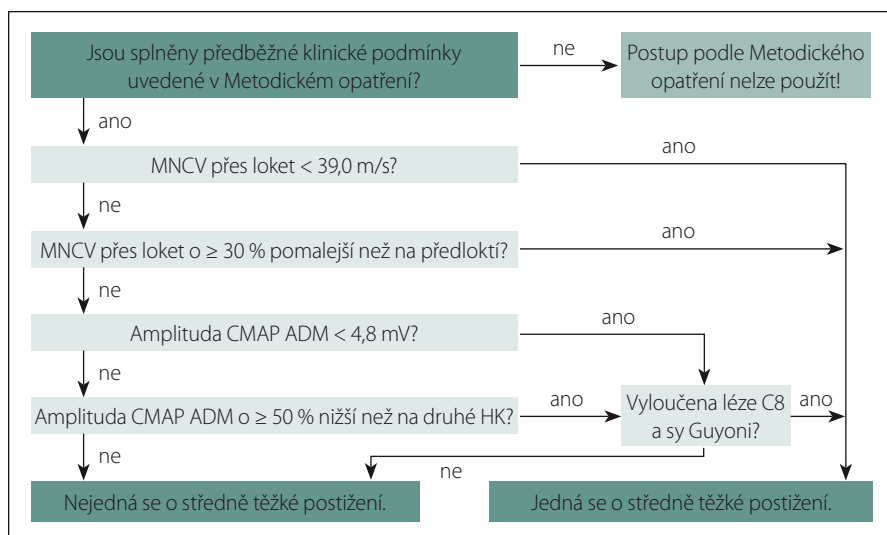 Jsou splněny předběžné klinické podmínky
uvedené v Metodickém opatření?
ne
Postup podle Metodického
opatření nelze použít!
ano
MNCV přes loket < 39,0 m/s?
ano
ne
MNCV přes loket o ≥ 30 % pomalejší než na předloktí?
ano
ne
Amplituda CMAP ADM < 4,8 mV?
ano
ne
Amplituda CMAP ADM o ≥ 50 % nižší než na druhé HK?
ano
Vyloučena léze C8
a sy Guyoni?
ano
ne
ne
Nejedná se o středně těžké postižení.
Jedná se o středně těžké postižení.